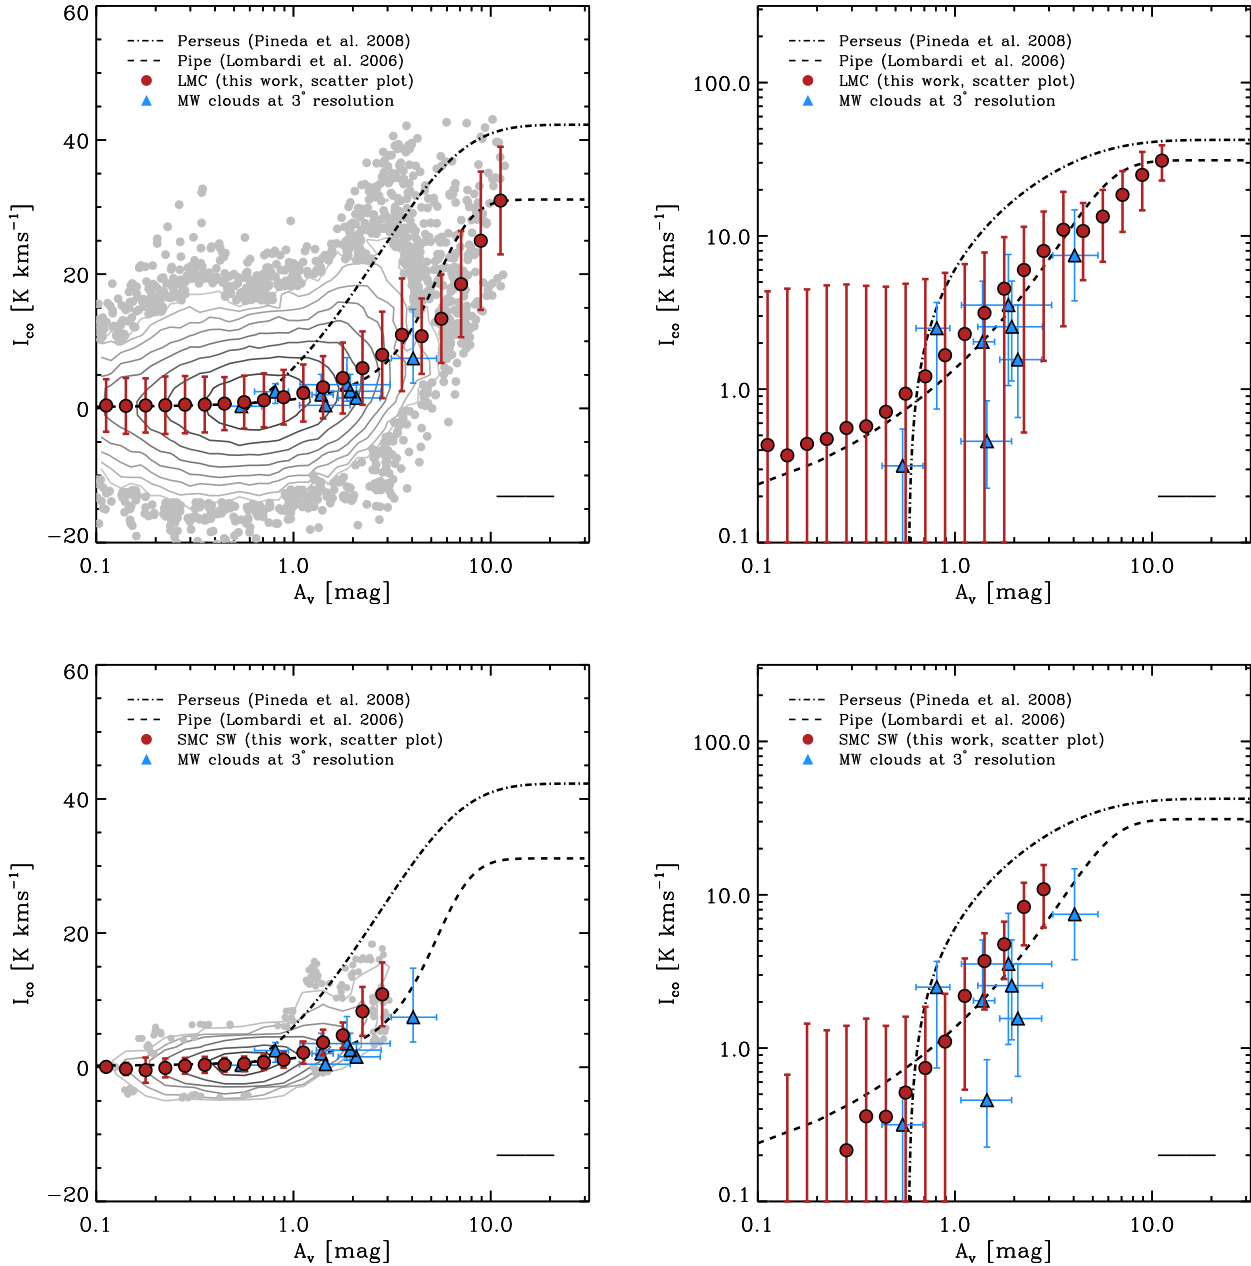 60
40
20
0
−20
0.1
1.0
10.0
I_co [K kms⁻¹]
A_v [mag]
Perseus (Pineda et al. 2008)
Pipe (Lombardi et al. 2006)
LMC (this work, scatter plot)
MW clouds at 3° resolution
100.0
10.0
1.0
0.1
0.1
1.0
10.0
I_co [K kms⁻¹]
A_v [mag]
Perseus (Pineda et al. 2008)
Pipe (Lombardi et al. 2006)
LMC (this work, scatter plot)
MW clouds at 3° resolution
60
40
20
0
−20
0.1
1.0
10.0
I_co [K kms⁻¹]
A_v [mag]
Perseus (Pineda et al. 2008)
Pipe (Lombardi et al. 2006)
SMC SW (this work, scatter plot)
MW clouds at 3° resolution
100.0
10.0
1.0
0.1
0.1
1.0
10.0
I_co [K kms⁻¹]
A_v [mag]
Perseus (Pineda et al. 2008)
Pipe (Lombardi et al. 2006)
SMC SW (this work, scatter plot)
MW clouds at 3° resolution